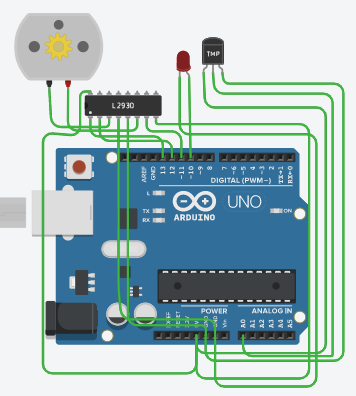 TMP
L293D
AREF
GND
13
12
~11
~10
~9
8
7
~6
~5
4
~3
2
TX→1
RX←0
DIGITAL (PWM~)
L
TX
RX
ARDUINO
UNO
ON
POWER
ANALOG IN
RESET
3.3V
5V
GND
GND
Vin
A0
A1
A2
A3
A4
A5